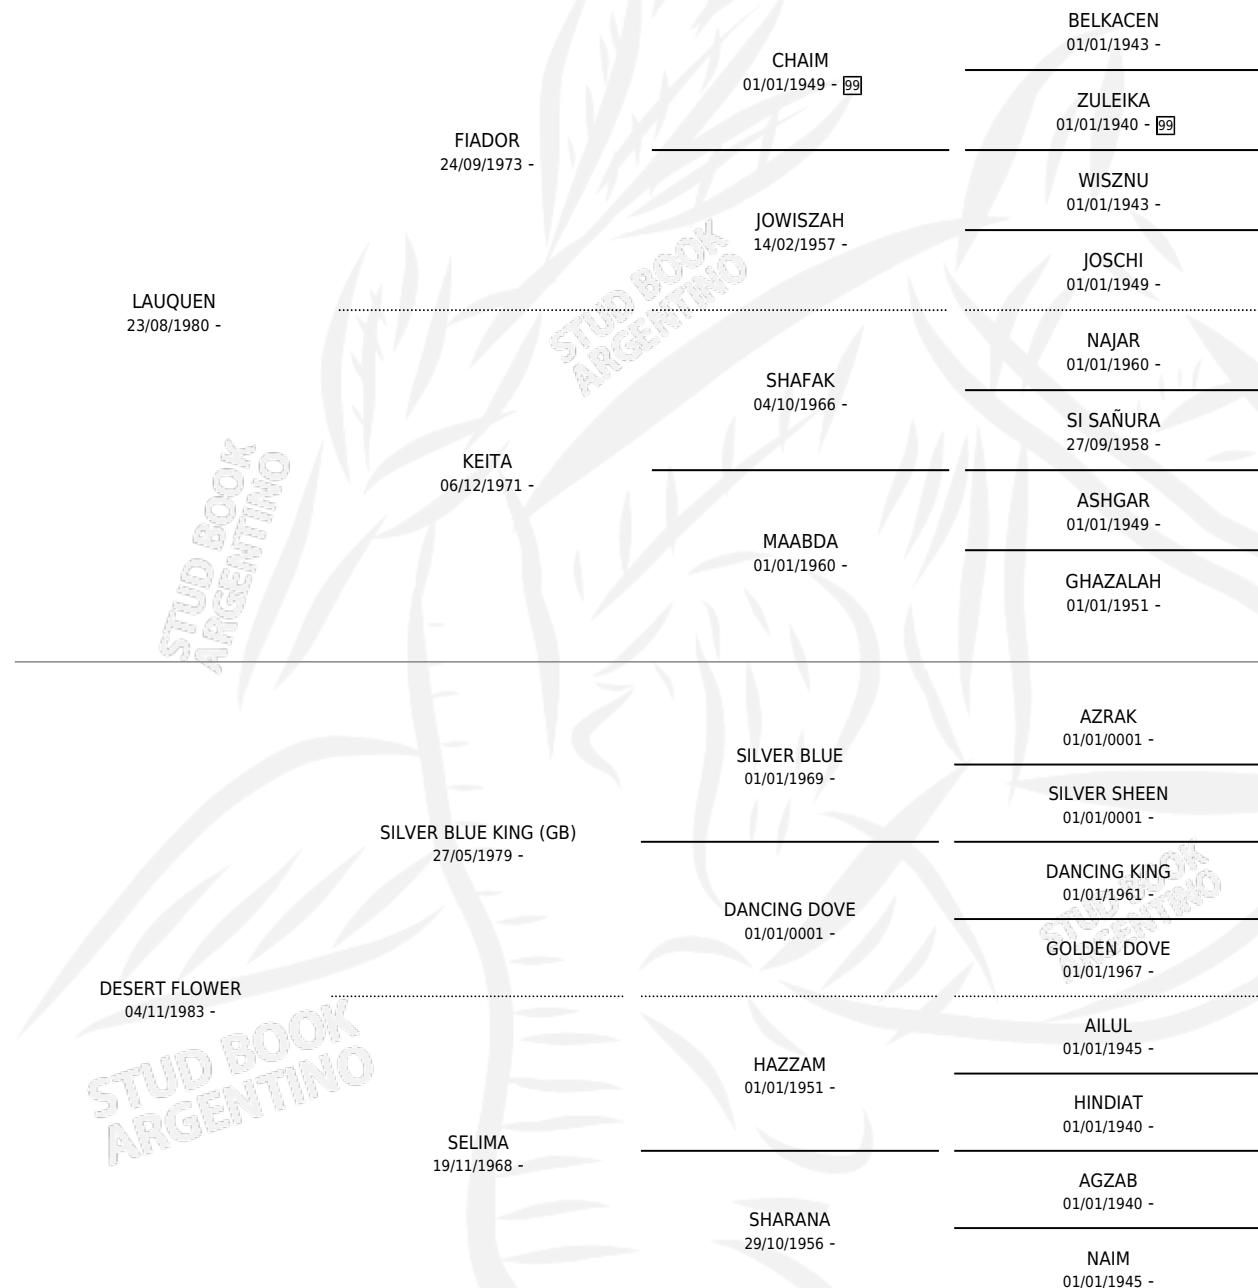 BELKACEN
01/01/1943 -
CHAIM
01/01/1949 - 99
ZULEIKA
01/01/1940 - 99
FIADOR
24/09/1973 -
WISZNU
01/01/1943 -
JOWISZAH
14/02/1957 -
JOSCHI
01/01/1949 -
LAUQUEN
23/08/1980 -
NAJAR
01/01/1960 -
SHAFAK
04/10/1966 -
SI SAÑURA
27/09/1958 -
KEITA
06/12/1971 -
ASHGAR
01/01/1949 -
MAABDA
01/01/1960 -
GHAZALAH
01/01/1951 -
STUD BOOK
ARGENTINO
STUD BOOK
ARGENTINO
AZRAK
01/01/0001 -
SILVER BLUE
01/01/1969 -
SILVER SHEEN
01/01/0001 -
SILVER BLUE KING (GB)
27/05/1979 -
DANCING KING
01/01/1961 -
DANCING DOVE
01/01/0001 -
GOLDEN DOVE
01/01/1967 -
STUD BOOK
ARGENTINO
DESERT FLOWER
04/11/1983 -
AILUL
01/01/1945 -
HAZZAM
01/01/1951 -
HINDIAT
01/01/1940 -
SELIMA
19/11/1968 -
AGZAB
01/01/1940 -
SHARANA
29/10/1956 -
NAIM
01/01/1945 -
STUD BOOK
ARGENTINO